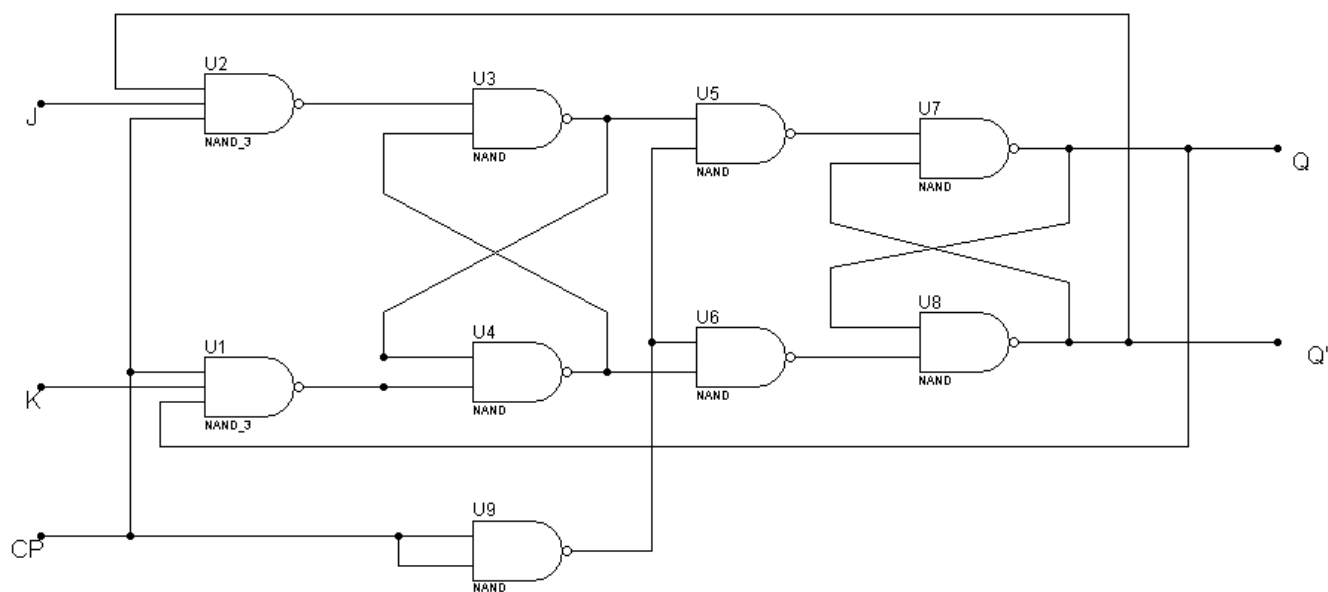 U2
U3
U5
U7
J
NAND_3
NAND
NAND
NAND
Q
U1
U4
U6
U8
K
NAND_3
NAND
NAND
NAND
Q'
U9
CP
NAND